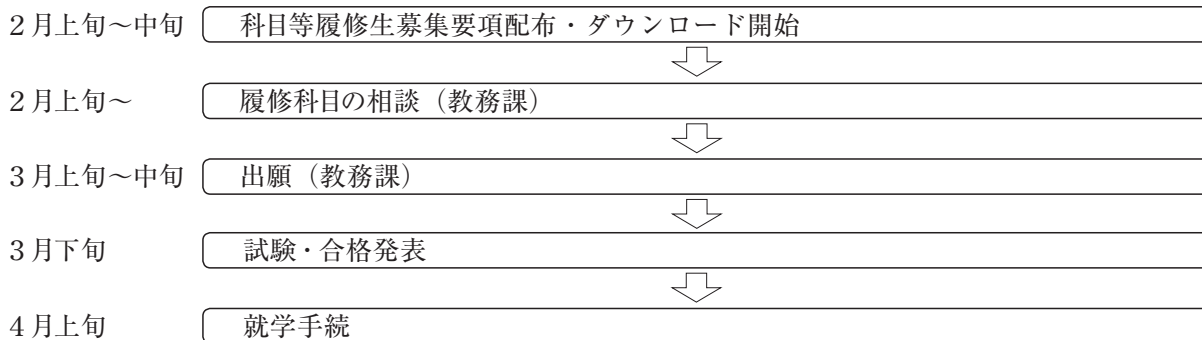 ２月上旬～中旬 科目等履修生募集要項配布・ダウンロード開始
２月上旬～ 履修科目の相談（教務課）
３月上旬～中旬 出願（教務課）
３月下旬 試験・合格発表
４月上旬 就学手続